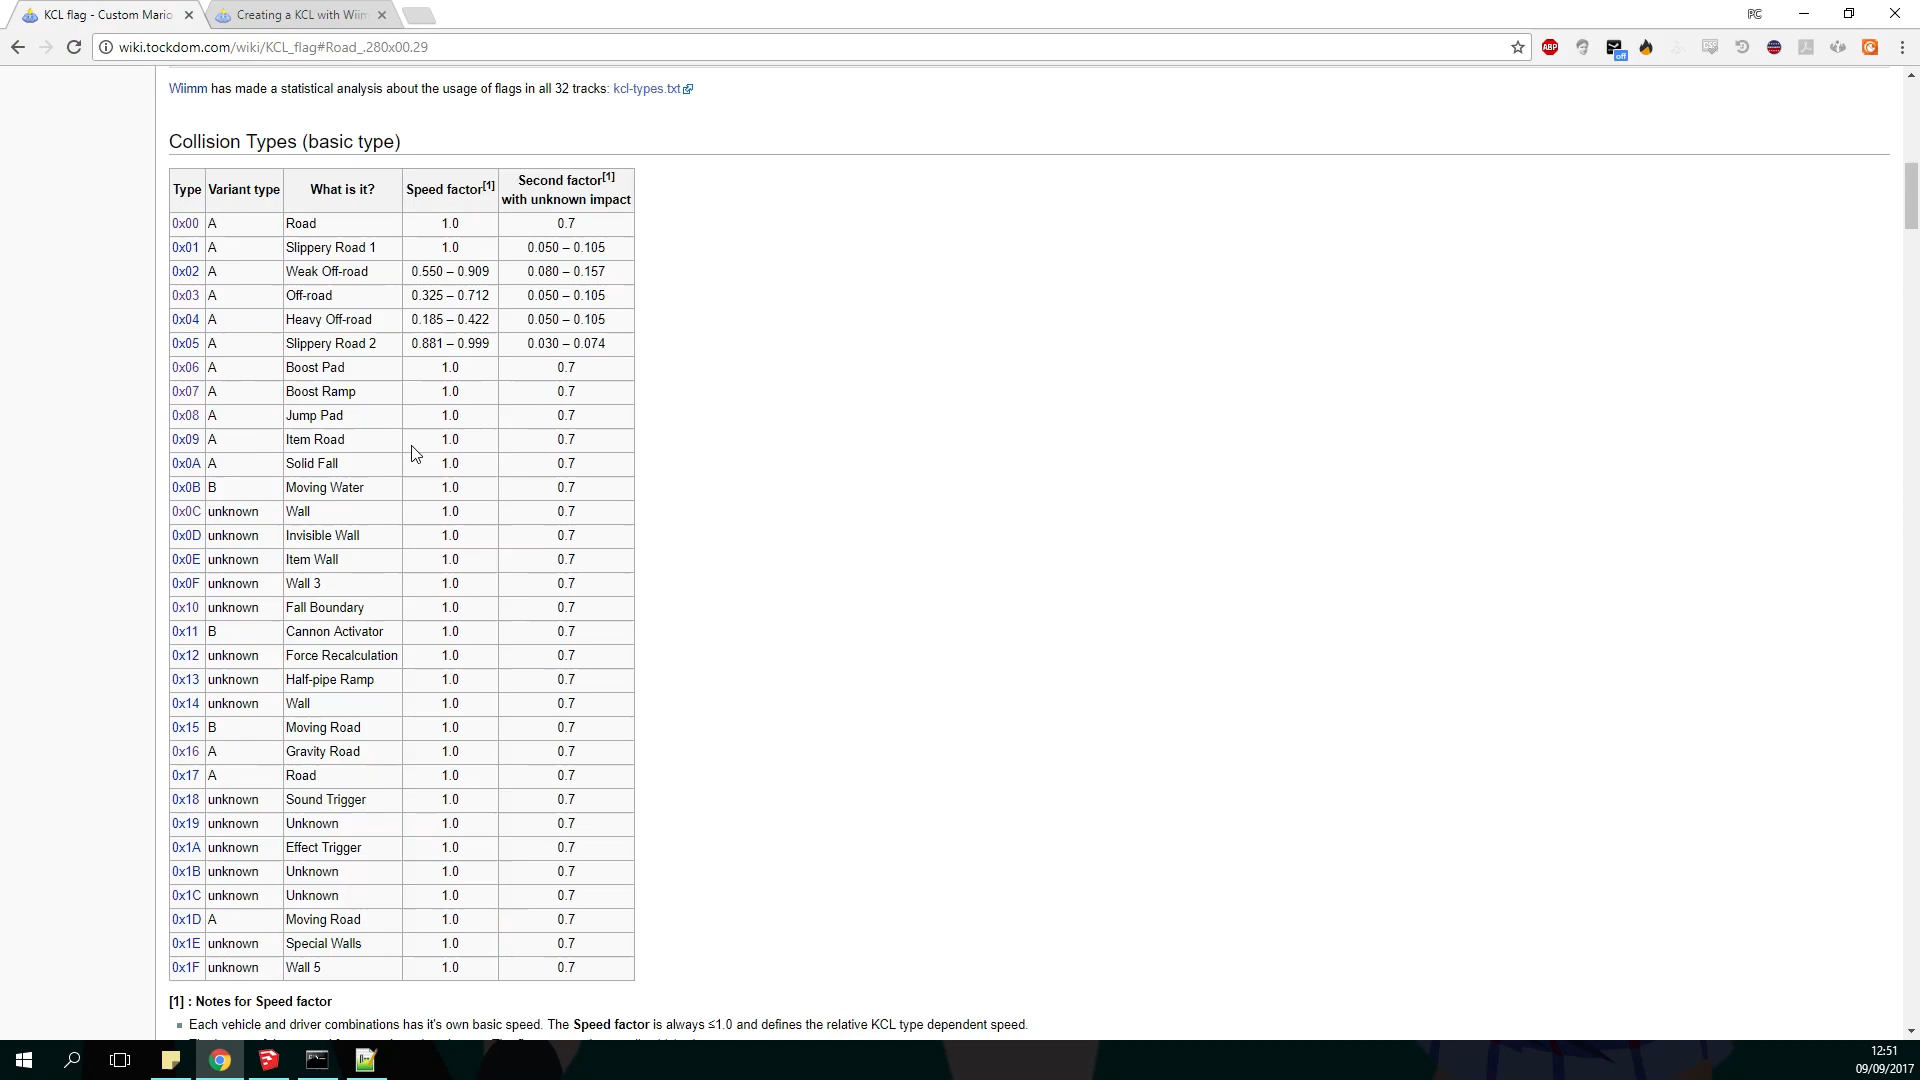 KCL flag - Custom Mario
Creating a KCL with Wiim
PC
wiki.tockdom.com/wiki/KCL_flag#Road_.280x00.29
ABP
off
Wiimm has made a statistical analysis about the usage of flags in all 32 tracks: kcl-types.txt
Collision Types (basic type)
Type Variant type What is it? Speed factor[1] Second factor[1] with unknown impact
0x00 A Road 1.0 0.7
0x01 A Slippery Road 1 1.0 0.050 – 0.105
0x02 A Weak Off-road 0.550 – 0.909 0.080 – 0.157
0x03 A Off-road 0.325 – 0.712 0.050 – 0.105
0x04 A Heavy Off-road 0.185 – 0.422 0.050 – 0.105
0x05 A Slippery Road 2 0.881 – 0.999 0.030 – 0.074
0x06 A Boost Pad 1.0 0.7
0x07 A Boost Ramp 1.0 0.7
0x08 A Jump Pad 1.0 0.7
0x09 A Item Road 1.0 0.7
0x0A A Solid Fall 1.0 0.7
0x0B B Moving Water 1.0 0.7
0x0C unknown Wall 1.0 0.7
0x0D unknown Invisible Wall 1.0 0.7
0x0E unknown Item Wall 1.0 0.7
0x0F unknown Wall 3 1.0 0.7
0x10 unknown Fall Boundary 1.0 0.7
0x11 B Cannon Activator 1.0 0.7
0x12 unknown Force Recalculation 1.0 0.7
0x13 unknown Half-pipe Ramp 1.0 0.7
0x14 unknown Wall 1.0 0.7
0x15 B Moving Road 1.0 0.7
0x16 A Gravity Road 1.0 0.7
0x17 A Road 1.0 0.7
0x18 unknown Sound Trigger 1.0 0.7
0x19 unknown Unknown 1.0 0.7
0x1A unknown Effect Trigger 1.0 0.7
0x1B unknown Unknown 1.0 0.7
0x1C unknown Unknown 1.0 0.7
0x1D A Moving Road 1.0 0.7
0x1E unknown Special Walls 1.0 0.7
0x1F unknown Wall 5 1.0 0.7
[1] : Notes for Speed factor
Each vehicle and driver combinations has it's own basic speed. The Speed factor is always ≤1.0 and defines the relative KCL type dependent speed.
12:51
09/09/2017